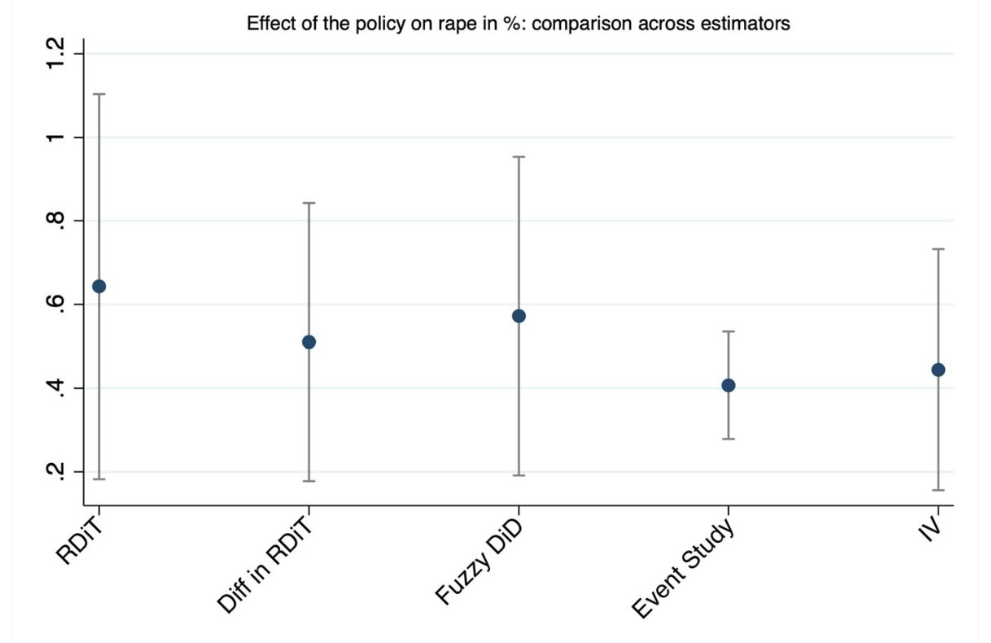 Effect of the policy on rape in %: comparison across estimators
1.2
1
.8
.6
.4
.2
RDiT
Diff in RDiT
Fuzzy DiD
Event Study
IV